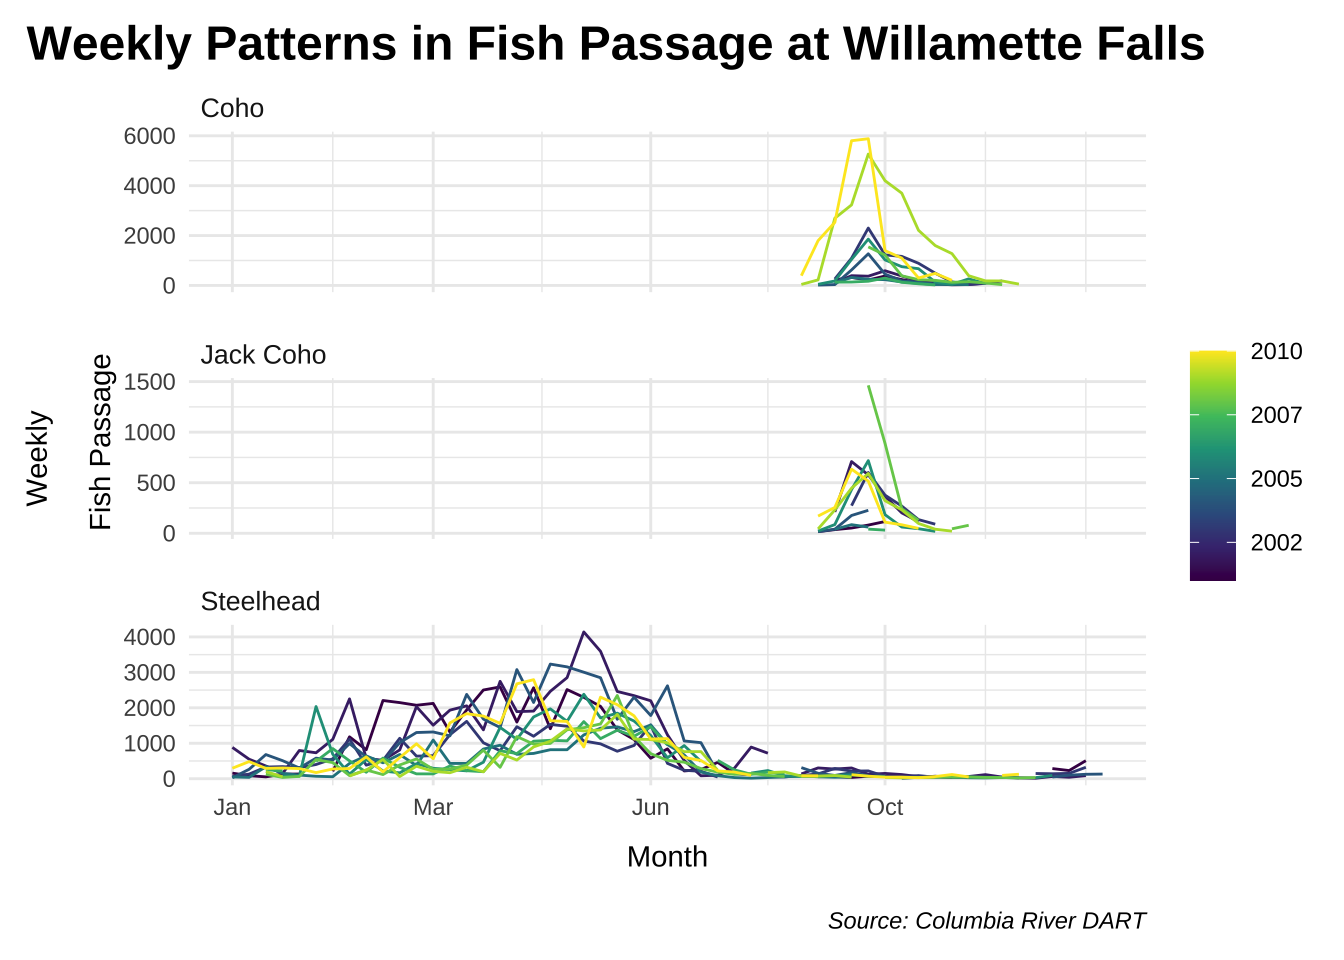 Weekly Patterns in Fish Passage at Willamette Falls
Coho
6000
4000
2000
0
Jack Coho
1500
1000
500
0
Steelhead
4000
3000
2000
1000
0
Jan Mar Jun Oct
Month
Weekly
Fish Passage
2010
2007
2005
2002
Source: Columbia River DART